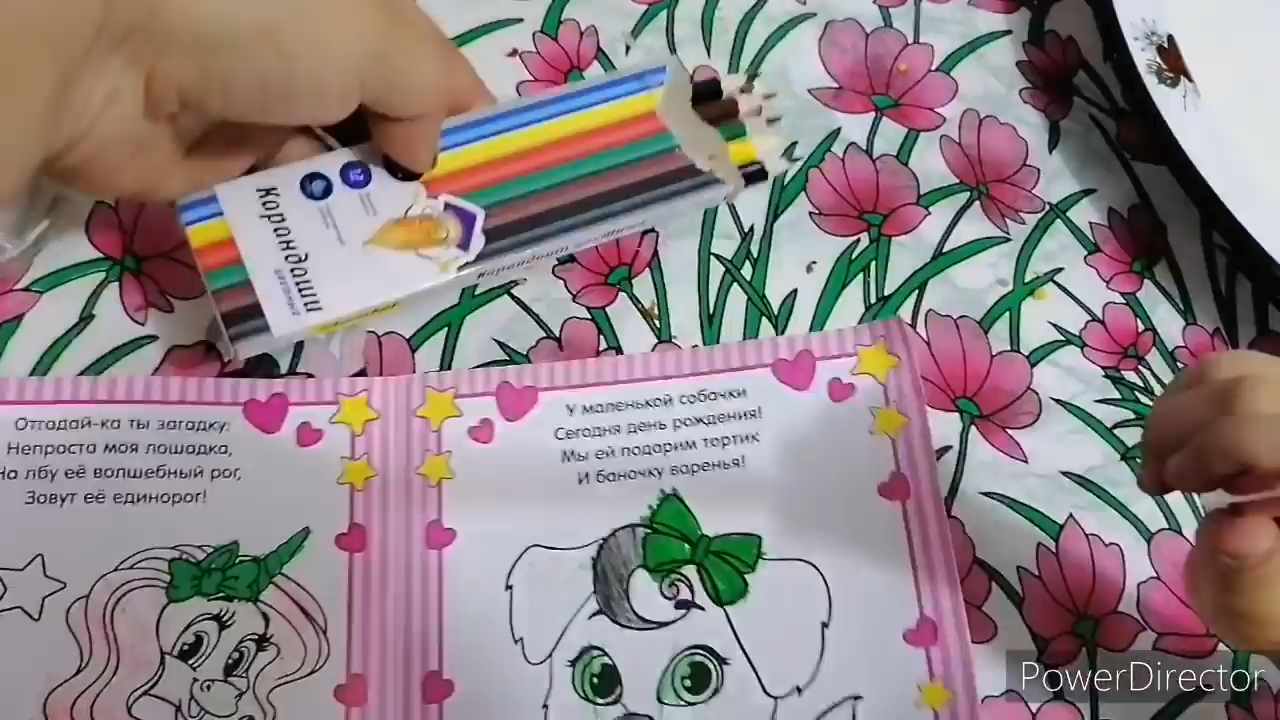 Карандаши
12
Отгадай-ка ты загадку:
Непроста моя лошадка,
На лбу её волшебный рог,
Зовут её единорог!
У маленькой собачки
Сегодня день рождения!
Мы ей подарим тортик
И баночку варенья!
PowerDirector